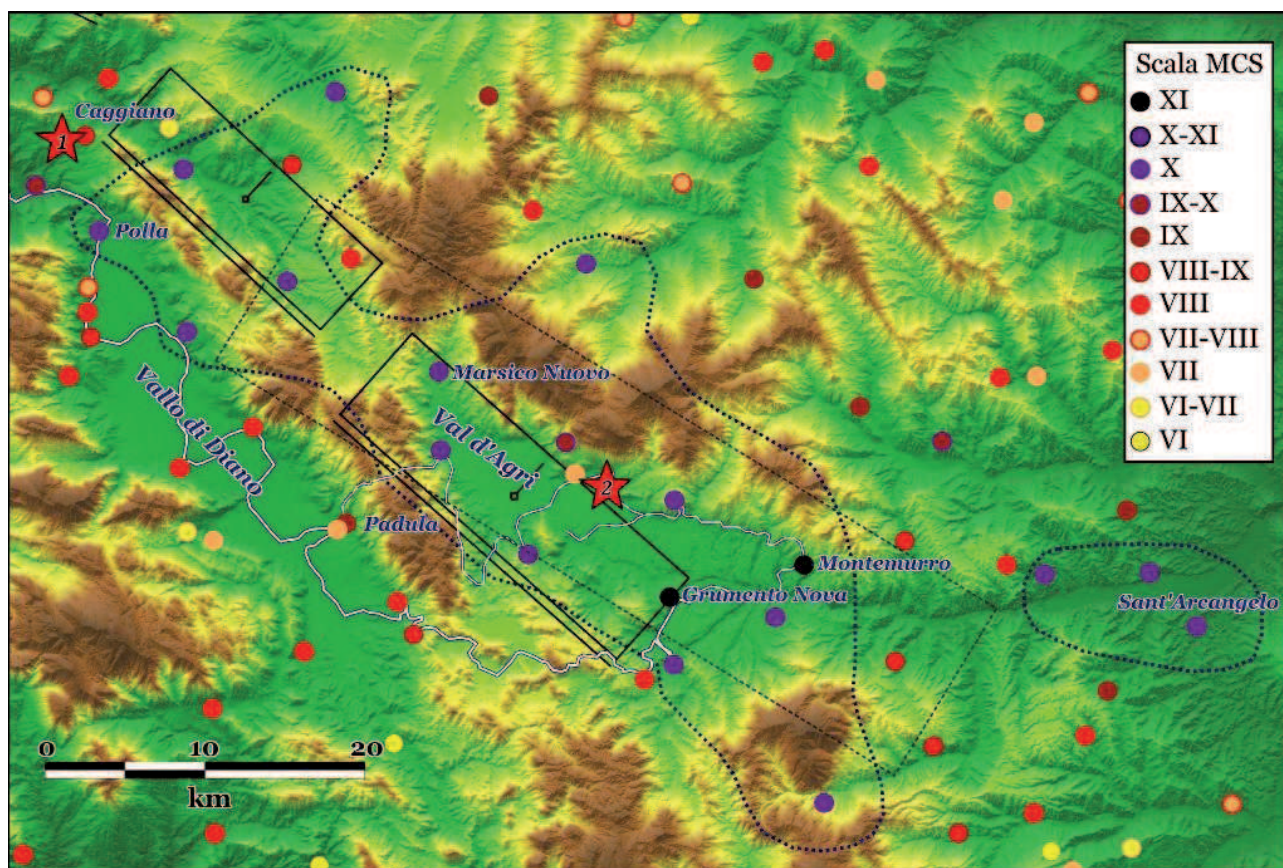 Scala MCS
XI
X-XI
X
IX-X
IX
VIII-IX
VIII
VII-VIII
VII
VI-VII
VI
Caggiano
1
Polla
Marsico Nuovo
Vallo di Diano
Val d'Agri
2
Padula
Montemurro
Grumento Nova
Sant'Arcangelo
0 10 20
km